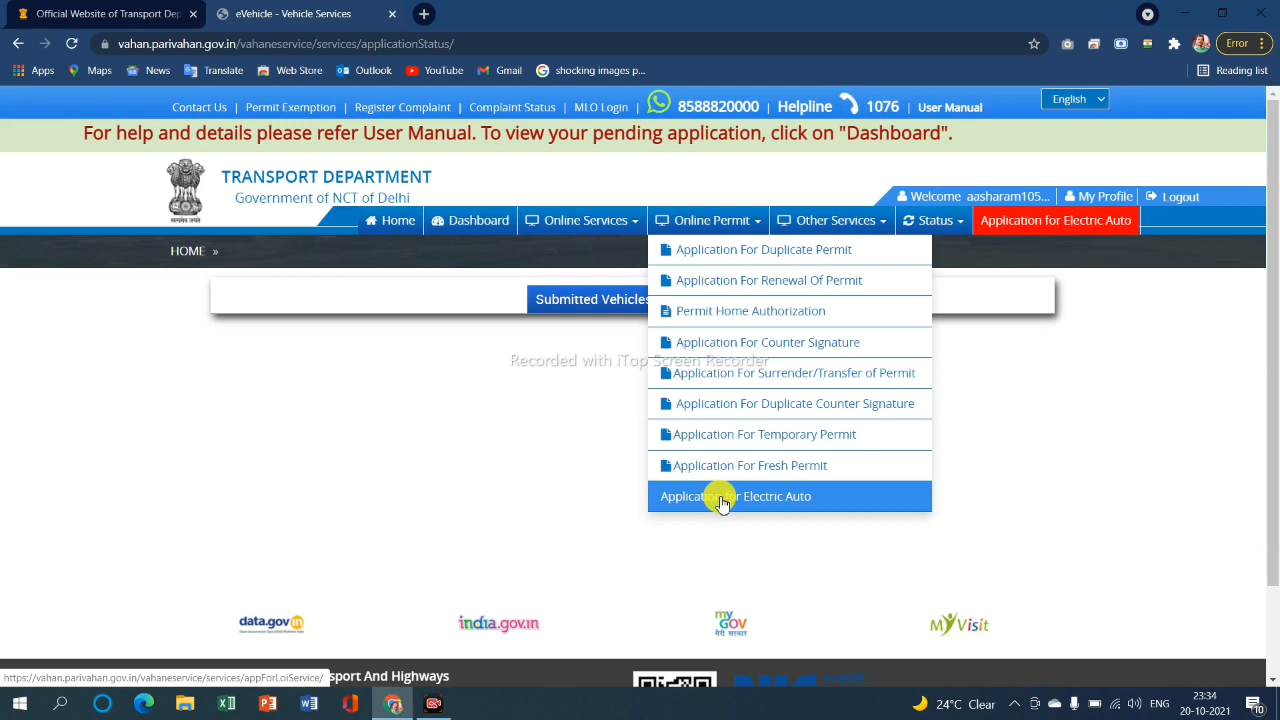 Official Website of Transport Dep
eVehicle - Vehicle Services
vahan.parivahan.gov.in/vahaneservice/services/applicationStatus/
Error
Apps
Maps
News
Translate
Web Store
Outlook
YouTube
Gmail
shocking images p...
Reading list
Contact Us | Permit Exemption | Register Complaint | Complaint Status | MLO Login | 8588820000 | Helpline 1076 | User Manual
English
For help and details please refer User Manual. To view your pending application, click on "Dashboard".
TRANSPORT DEPARTMENT
Government of NCT of Delhi
Welcome aasharam105...
My Profile
Logout
Home
Dashboard
Online Services
Online Permit
Other Services
Status
Application for Electric Auto
HOME »
Application For Duplicate Permit
Application For Renewal Of Permit
Submitted Vehicles
Permit Home Authorization
Application For Counter Signature
Recorded with iTop Screen Recorder
Application For Surrender/Transfer of Permit
Application For Duplicate Counter Signature
Application For Temporary Permit
Application For Fresh Permit
Application for Electric Auto
data.gov.in
india.gov.in
my GOV
मेरी सरकार
MyVisit
https://vahan.parivahan.gov.in/vahaneservice/services/appForLoiService/
sport And Highways
24°C Clear
23:34
20-10-2021
10